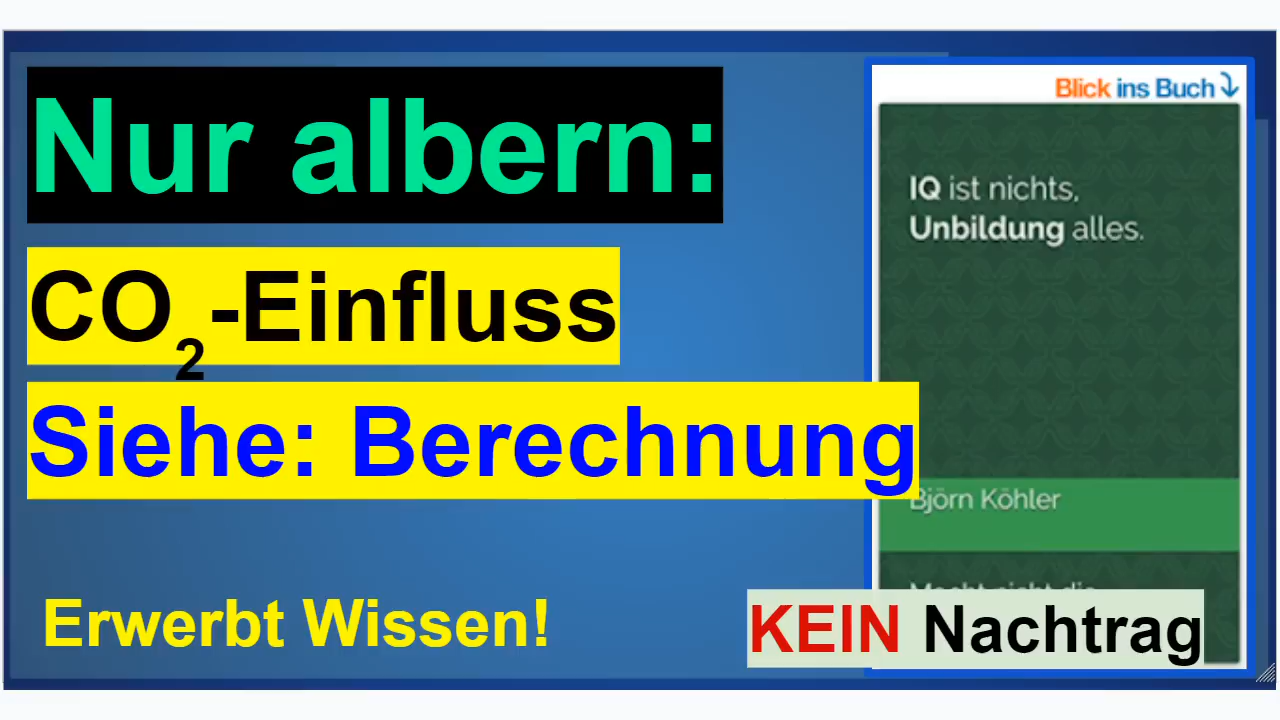 Nur albern:
CO₂-Einfluss
Siehe: Berechnung
Erwerbt Wissen!
Blick ins Buch
IQ ist nichts,
Unbildung alles.
Björn Köhler
KEIN Nachtrag